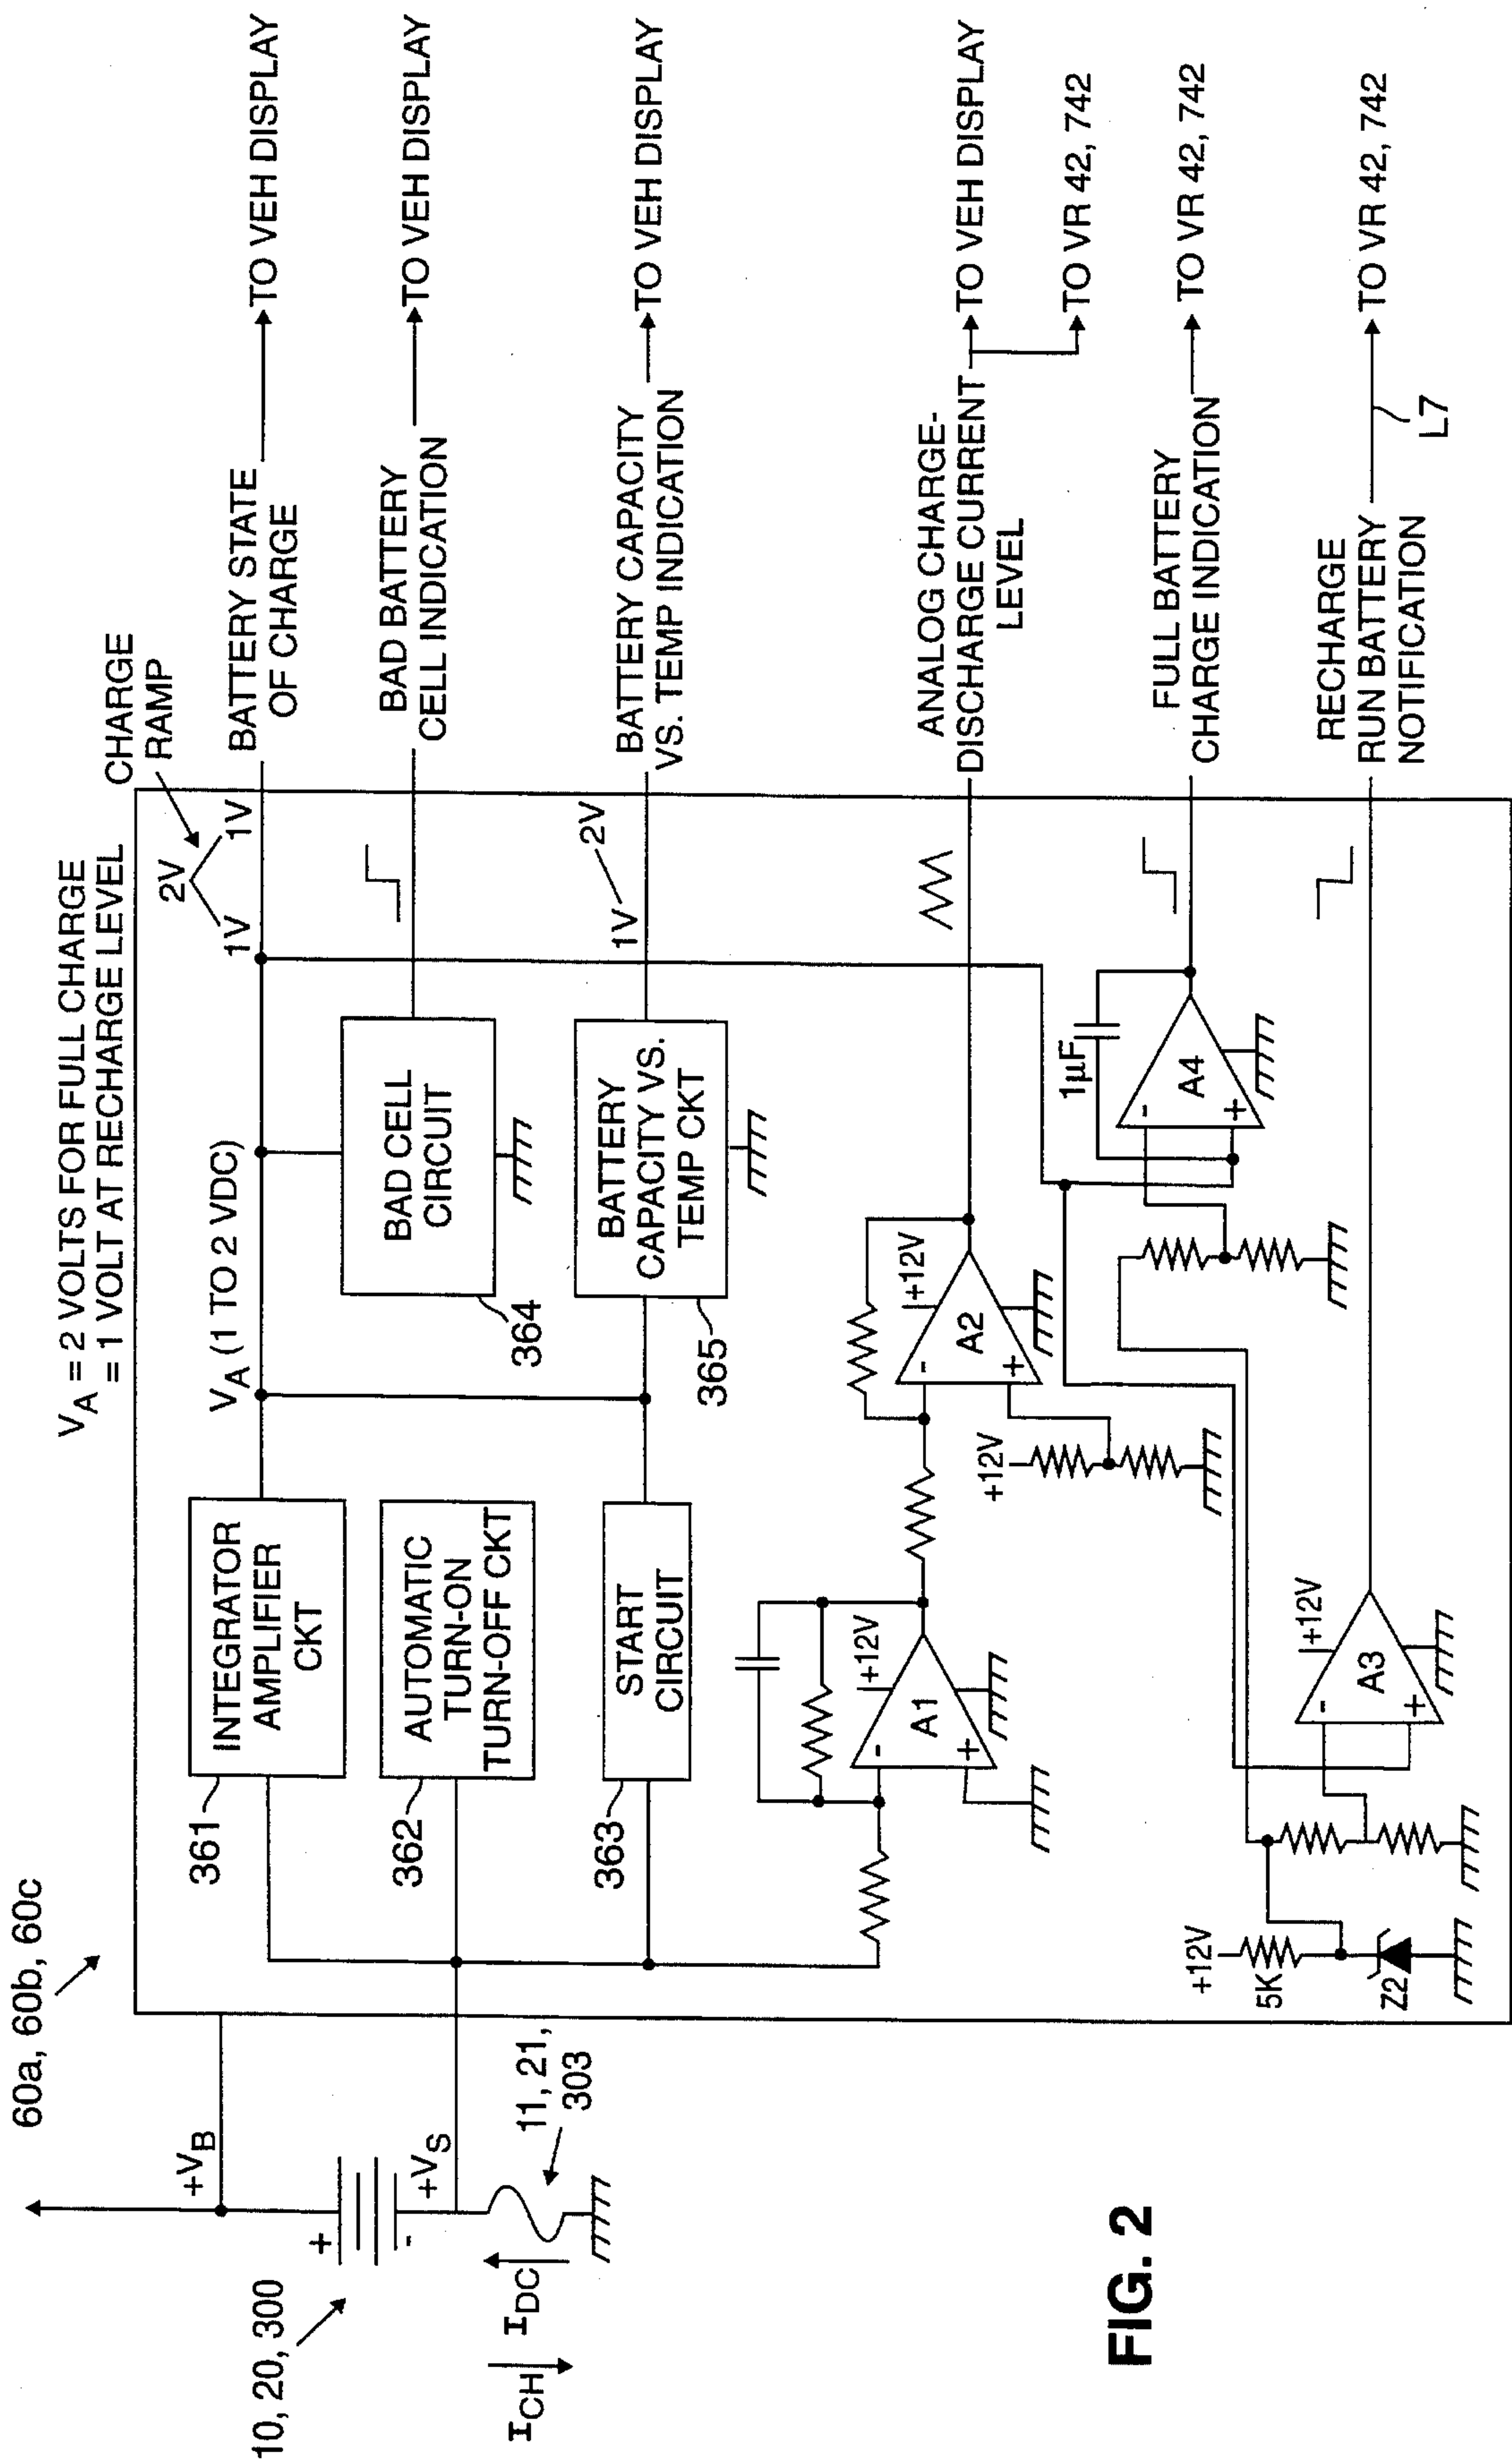 60a, 60b, 60c
V A = 2 VOLTS FOR FULL CHARGE
= 1 VOLT AT RECHARGE LEVEL
CHARGE
RAMP
2V
1V
1V
V A (1 TO 2 VDC)
+V B
+
-
+V S
10, 20, 300
11, 21,
303
I CH
I DC
361
INTEGRATOR
AMPLIFIER
CKT
362
AUTOMATIC
TURN-ON
TURN-OFF CKT
363
START
CIRCUIT
BAD CELL
CIRCUIT
364
BATTERY
CAPACITY VS.
TEMP CKT
365
1V
2V
BATTERY STATE
OF CHARGE
TO VEH DISPLAY
BAD BATTERY
CELL INDICATION
TO VEH DISPLAY
BATTERY CAPACITY
VS. TEMP INDICATION
TO VEH DISPLAY
ANALOG CHARGE-
DISCHARGE CURRENT
LEVEL
TO VEH DISPLAY
TO VR 42, 742
FULL BATTERY
CHARGE INDICATION
TO VR 42, 742
RECHARGE
RUN BATTERY
NOTIFICATION
TO VR 42, 742
L7
+12V
-
A1
+
+12V
-
A2
+
+12V
1µF
-
A4
+
+12V
-
A3
+
+12V
5K
Z2
FIG. 2